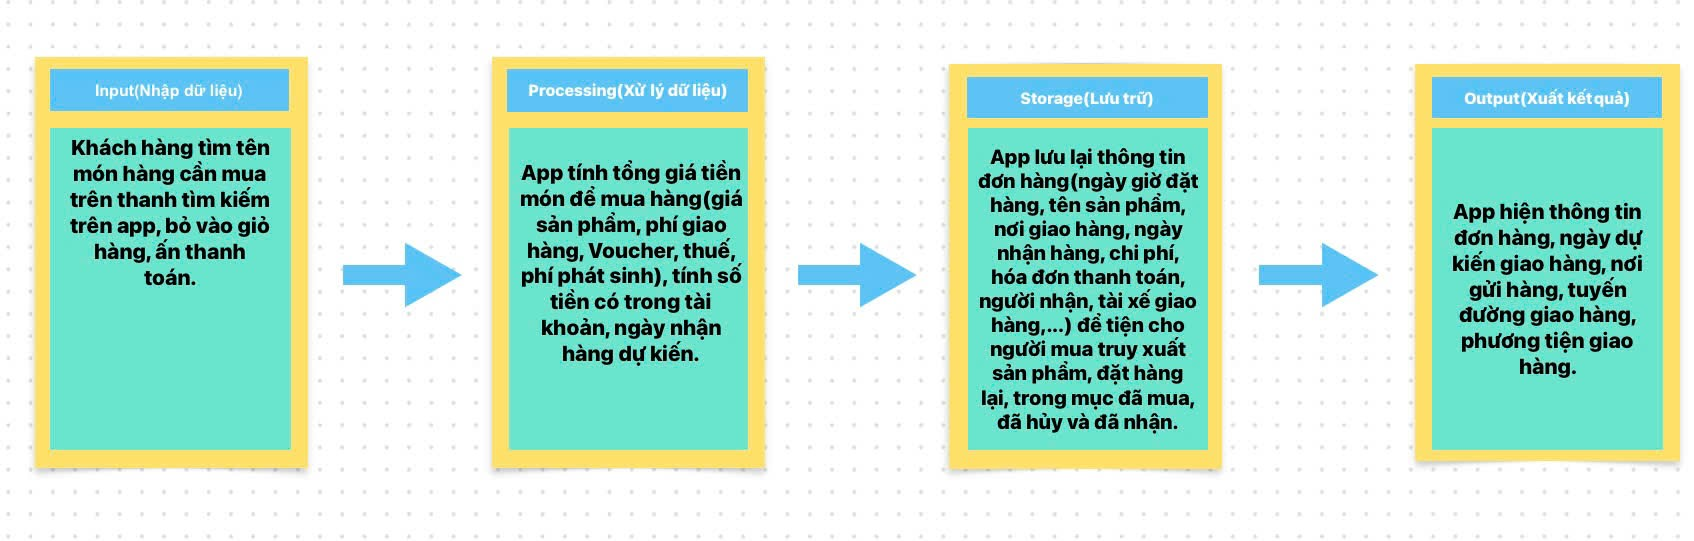 Input(Nhập dữ liệu)
Khách hàng tìm tên
món hàng cần mua
trên thanh tìm kiếm
trên app, bỏ vào giỏ
hàng, ấn thanh
toán.
Processing(Xử lý dữ liệu)
App tính tổng giá tiền
món để mua hàng(giá
sản phẩm, phí giao
hàng, Voucher, thuế,
phí phát sinh), tính số
tiền có trong tài
khoản, ngày nhận
hàng dự kiến.
Storage(Lưu trữ)
App lưu lại thông tin
đơn hàng(ngày giờ đặt
hàng, tên sản phẩm,
nơi giao hàng, ngày
nhận hàng, chi phí,
hóa đơn thanh toán,
người nhận, tài xế giao
hàng,...) để tiện cho
người mua truy xuất
sản phẩm, đặt hàng
lại, trong mục đã mua,
đã hủy và đã nhận.
Output(Xuất kết quả)
App hiện thông tin
đơn hàng, ngày dự
kiến giao hàng, nơi
gửi hàng, tuyến
đường giao hàng,
phương tiện giao
hàng.